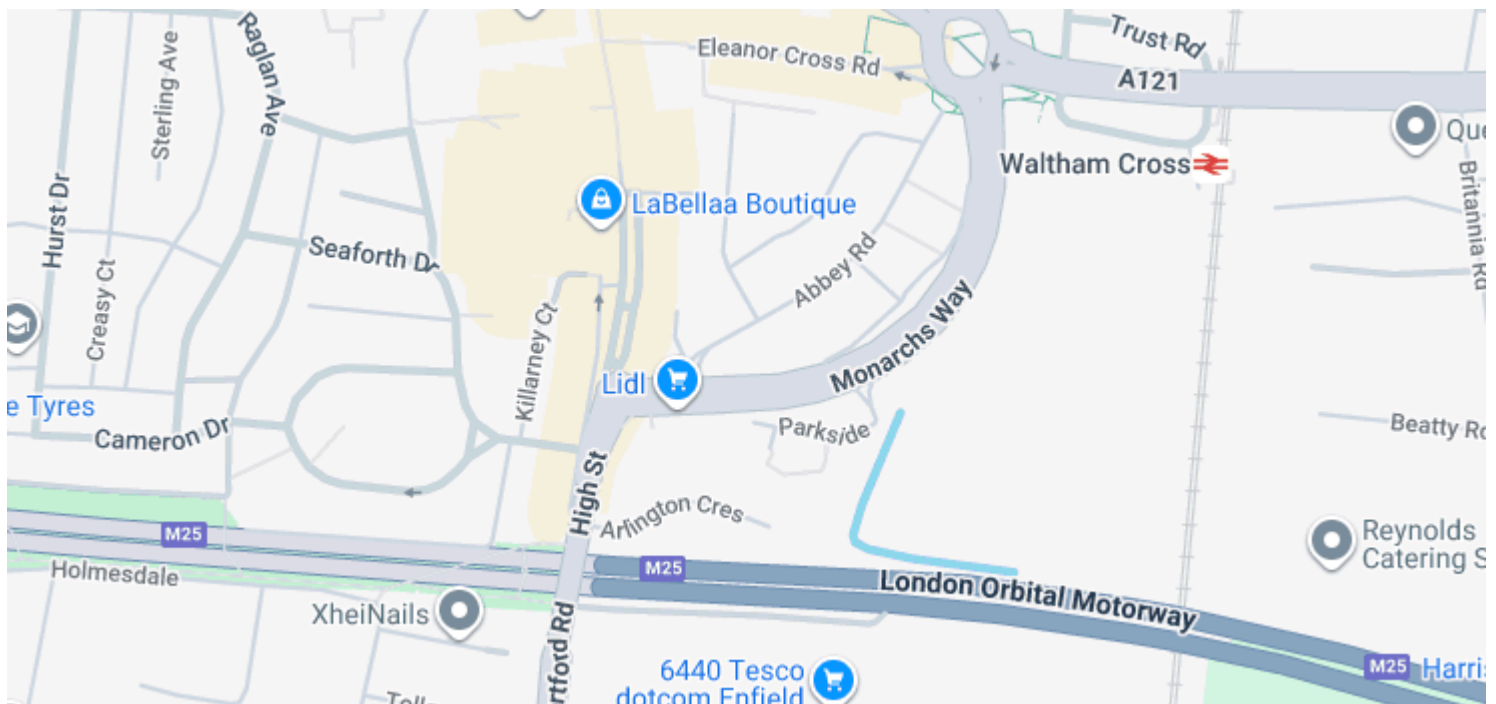 Trust Rd
Raglan Ave
Sterling Ave
Eleanor Cross Rd
A121
Que
Waltham Cross
Britannia Rd
LaBellaa Boutique
Hurst Dr
Seaforth Dr
Abbey Rd
Creasy Ct
Killarney Ct
Monarchs Way
Lidl
e Tyres
Cameron Dr
Parkside
Beatty Ro
High St
Arlington Cres
M25
Reynolds
Catering S
M25
Holmesdale
London Orbital Motorway
XheiNails
rtford Rd
6440 Tesco
dotcom Enfield
M25
Harris